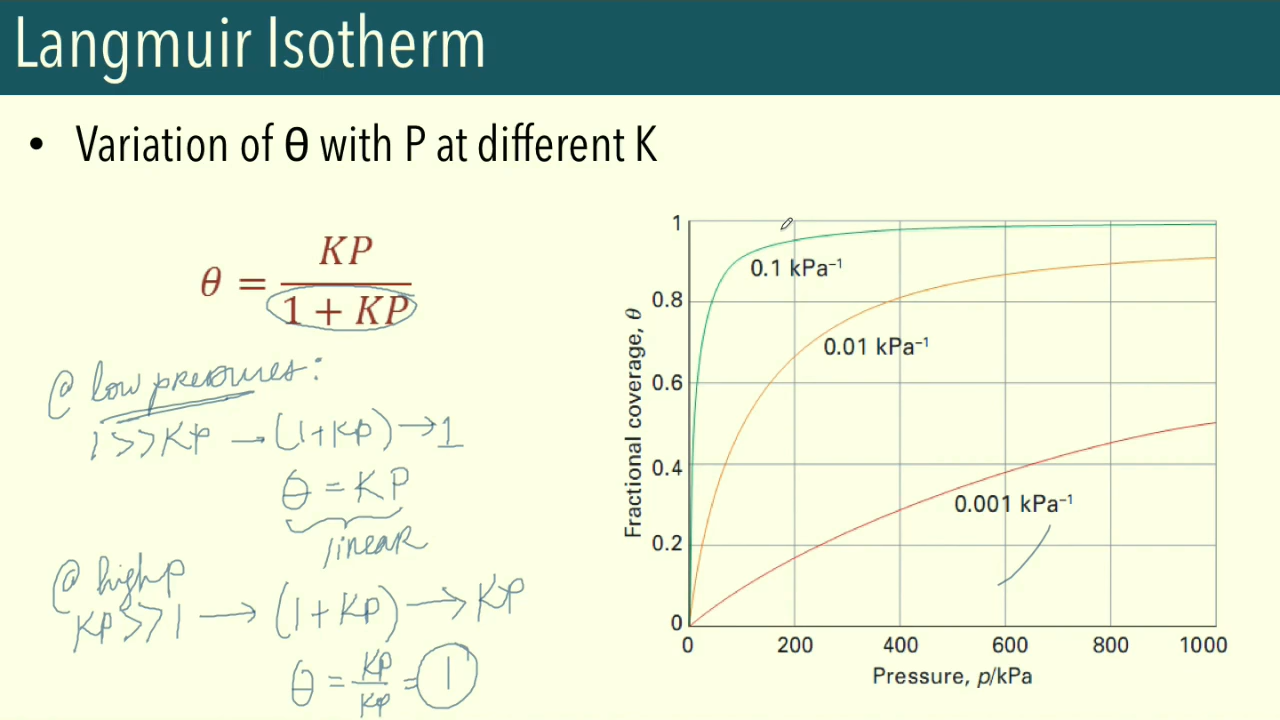 Langmuir Isotherm
• Variation of θ with P at different K
θ = KP / 1 + KP
@ low pressures:
1 >> KP → (1+KP) → 1
θ = KP
linear
@ high P
KP >> 1 → (1 + KP) → KP
θ = KP / KP = 1
Fractional coverage, θ
1
0.8
0.6
0.4
0.2
0
0.1 kPa⁻¹
0.01 kPa⁻¹
0.001 kPa⁻¹
0 200 400 600 800 1000
Pressure, p/kPa